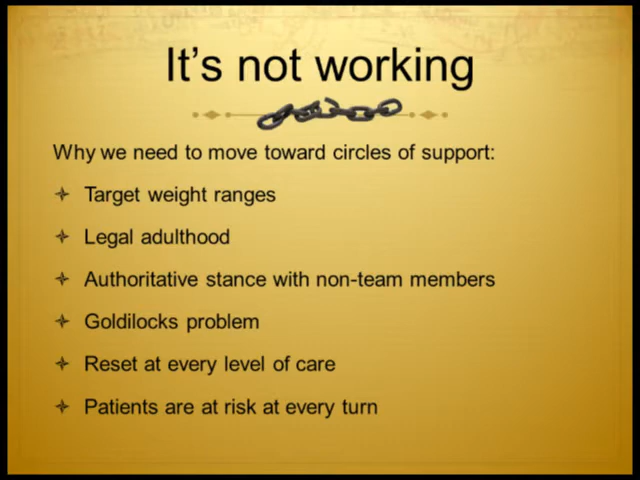 It's not working
Why we need to move toward circles of support:
Target weight ranges
Legal adulthood
Authoritative stance with non-team members
Goldilocks problem
Reset at every level of care
Patients are at risk at every turn